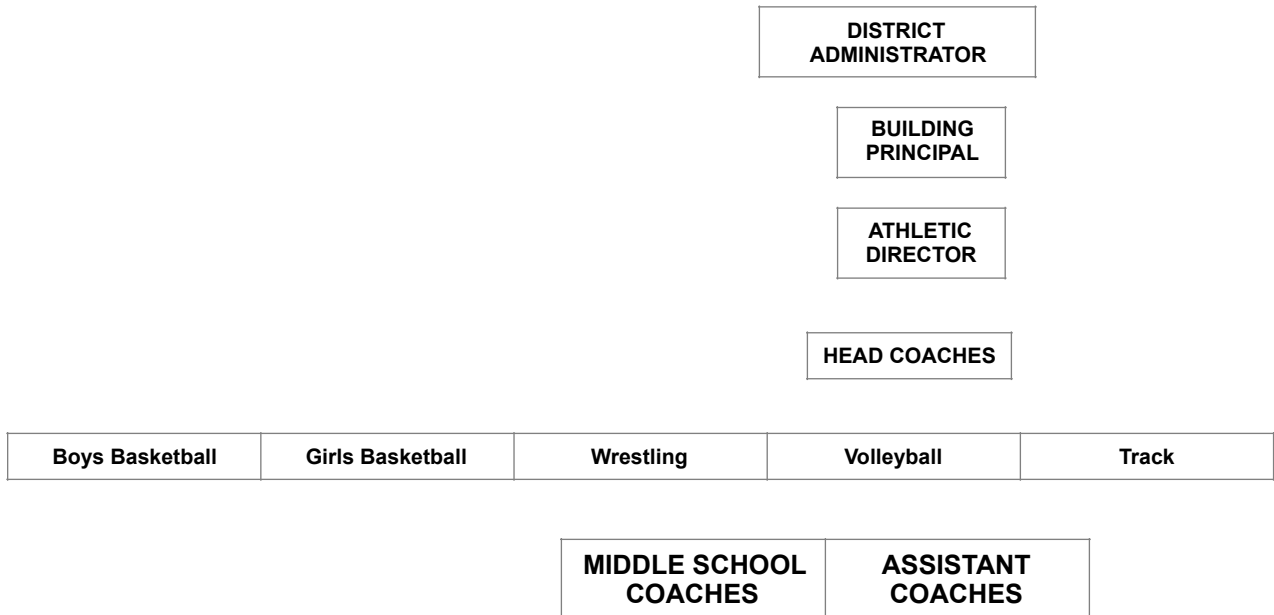 DISTRICT
ADMINISTRATOR
BUILDING
PRINCIPAL
ATHLETIC
DIRECTOR
HEAD COACHES
Boys Basketball Girls Basketball Wrestling Volleyball Track
MIDDLE SCHOOL
COACHES
ASSISTANT
COACHES